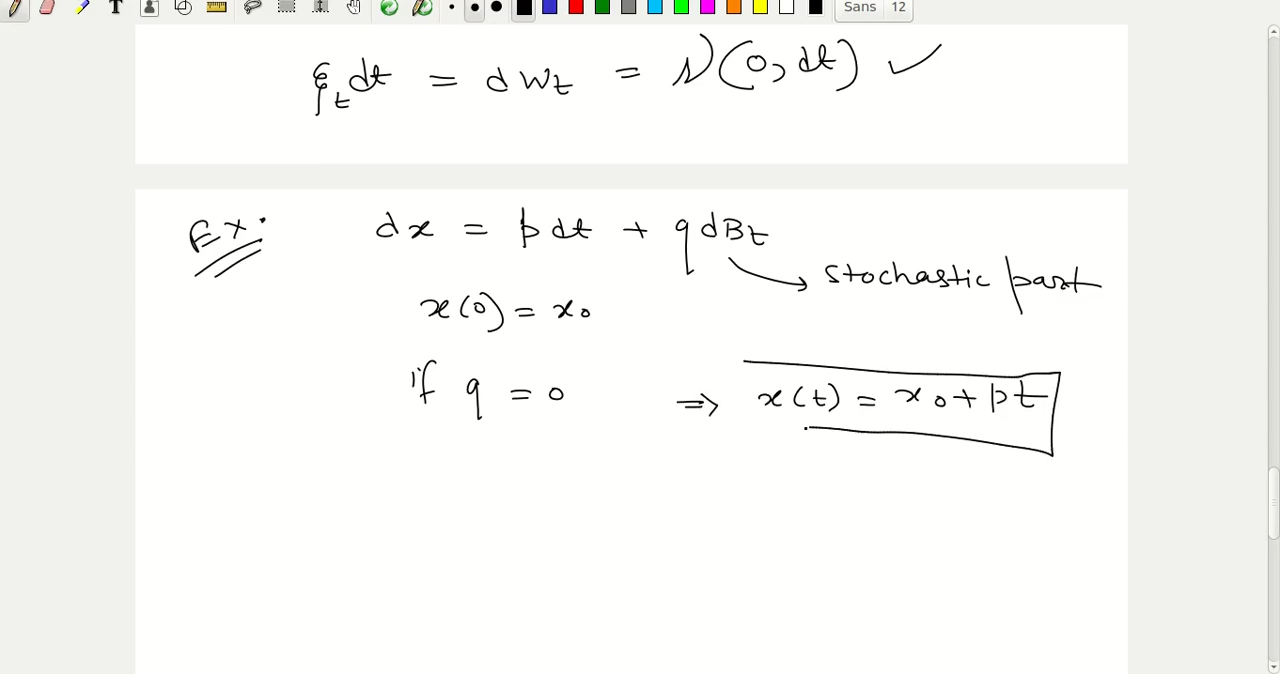 Sans 12
ξ_t dt = dW_t = N(0, dt) ✓
Ex: dx = p dt + q dB_t
→ stochastic part
x(0) = x_0
if q = 0 ⇒ x(t) = x_0 + pt